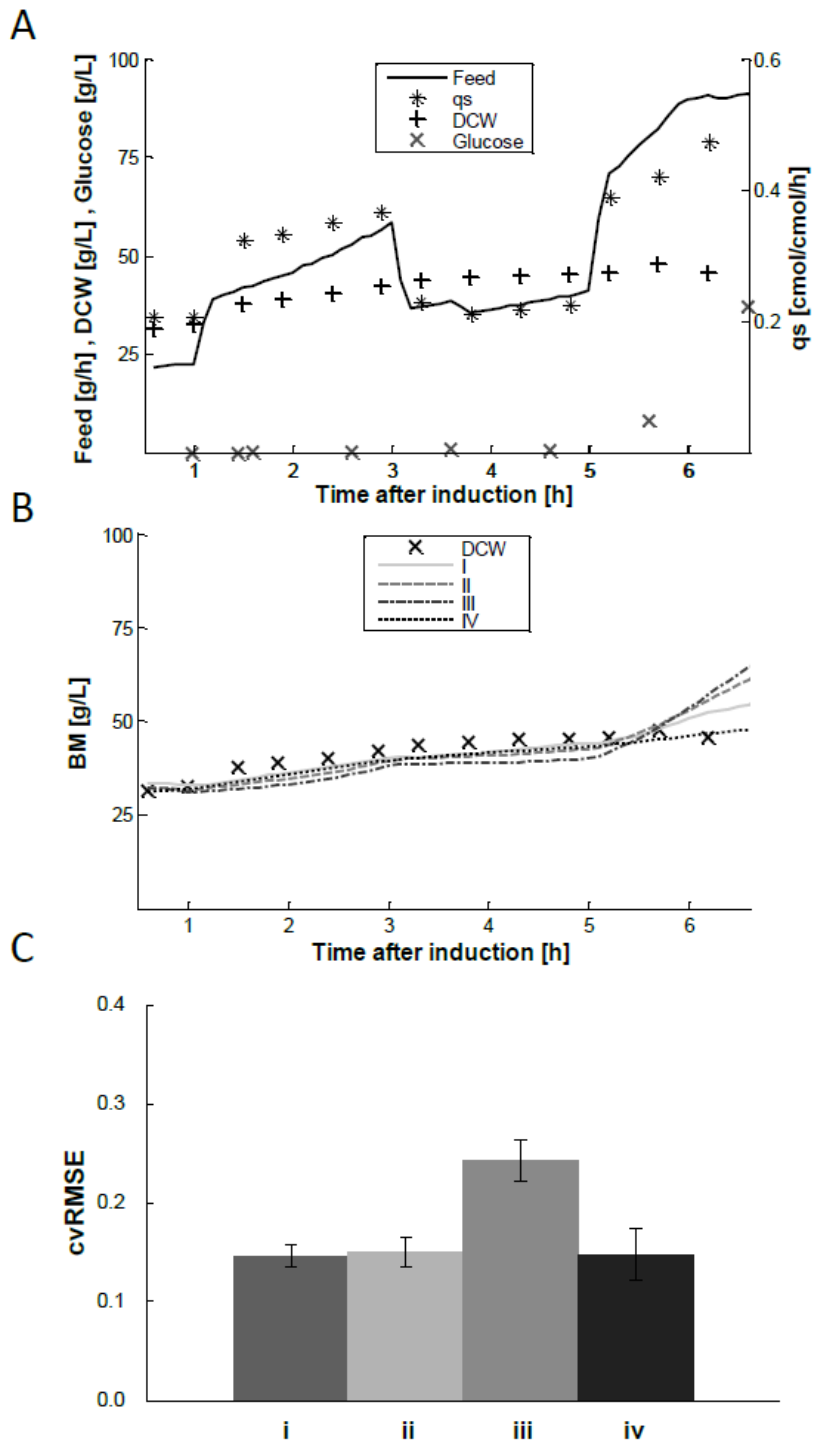 A
Feed [g/h] , DCW [g/L] , Glucose [g/L]
100
75
50
25
Feed
qs
DCW
Glucose
0.6
0.4
0.2
qs [cmol/cmol/h]
1 2 3 4 5 6
Time after induction [h]
B
BM [g/L]
100
75
50
25
DCW
I
II
III
IV
1 2 3 4 5 6
Time after induction [h]
C
cvRMSE
0.4
0.3
0.2
0.1
0.0
i ii iii iv